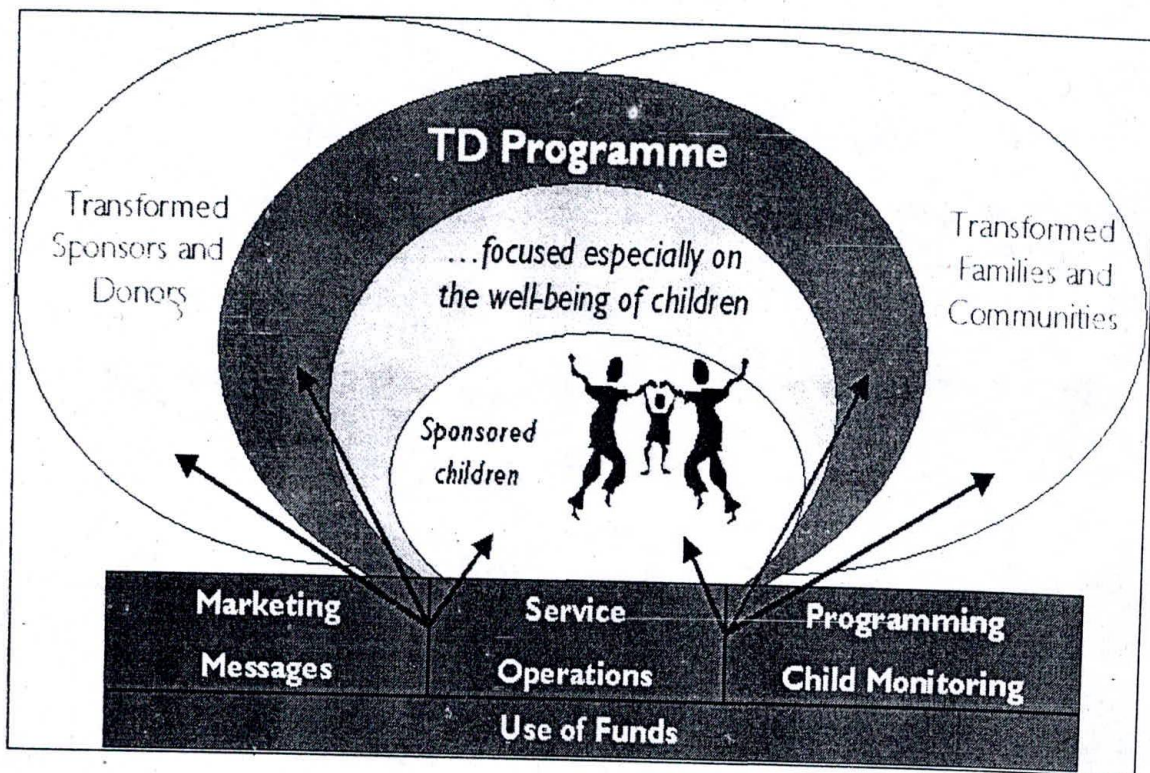 TD Programme
Transformed
Sponsors and
Donors
...focused especially on
the well-being of children
Transformed
Families and
Communities
Sponsored
children
Marketing
Messages
Service
Operations
Programming
Child Monitoring
Use of Funds